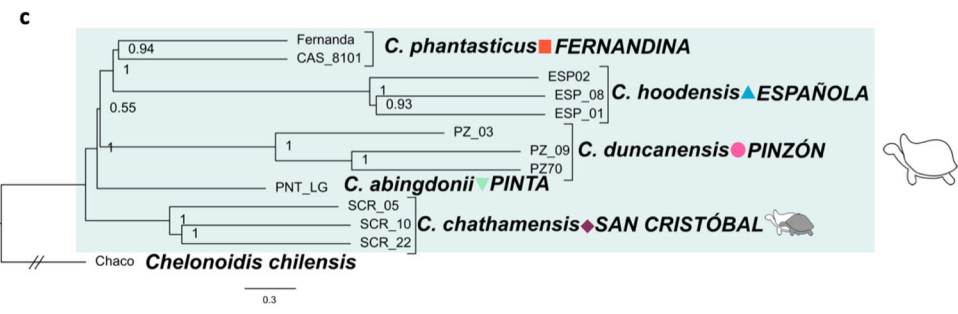 c
Fernanda
0.94
CAS_8101
C. phantasticus FERNANDINA
1
ESP02
1
ESP_08
0.93
ESP_01
C. hoodensis ESPAÑOLA
0.55
PZ_03
1
1
PZ_09
1
PZ70
C. duncanensis PINZÓN
PNT_LG
C. abingdonii PINTA
SCR_05
1
SCR_10
1
SCR_22
C. chathamensis SAN CRISTÓBAL
Chaco Chelonoidis chilensis
0.3